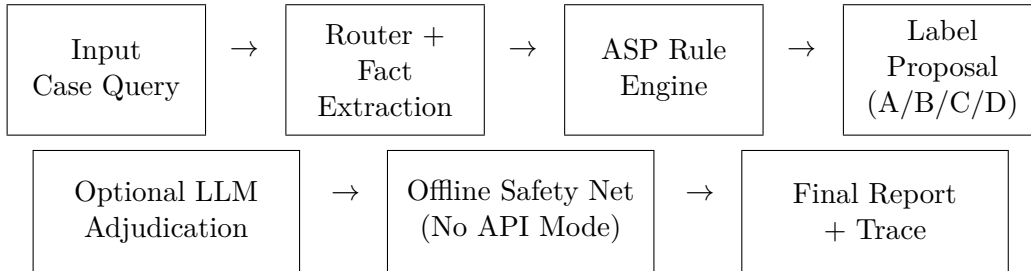 Input
Case Query
→
Router +
Fact
Extraction
→
ASP Rule
Engine
→
Label
Proposal
(A/B/C/D)
Optional LLM
Adjudication
→
Offline Safety Net
(No API Mode)
→
Final Report
+ Trace